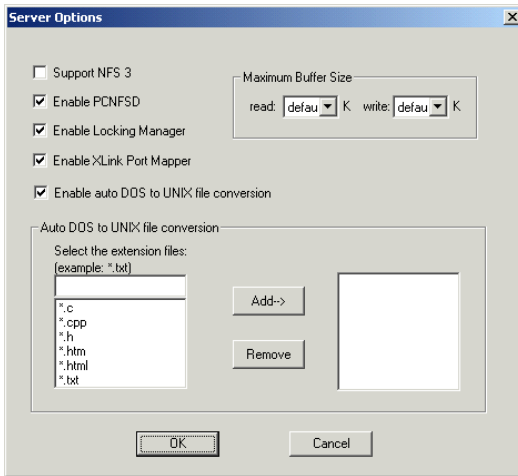 Server Options
Support NFS 3
Enable PCNFSD
Enable Locking Manager
Enable XLink Port Mapper
Enable auto DOS to UNIX file conversion
Maximum Buffer Size
read: defau K write: defau K
Auto DOS to UNIX file conversion
Select the extension files:
(example: *.txt)
*.c
*.cpp
*.h
*.htm
*.html
*.txt
Add-->
Remove
OK
Cancel